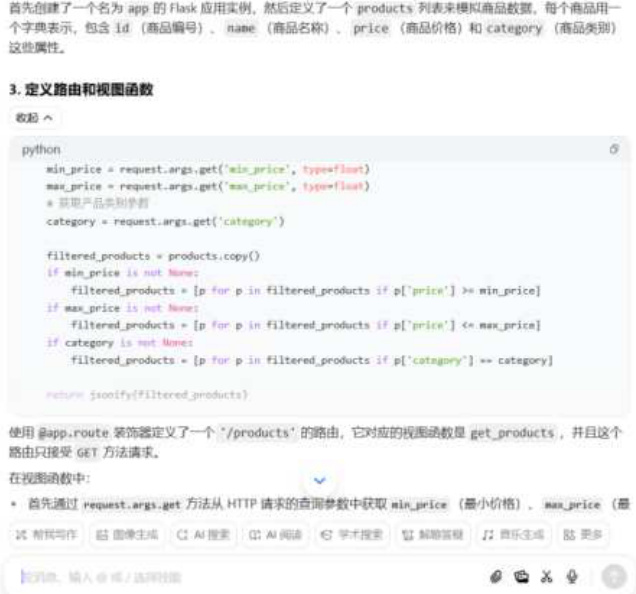 首先创建了一个名为 app 的 Flask 应用实例，然后定义了一个 products 列表来模拟商品数据，每个商品用一
个字典表示，包含 id （商品编号）、 name （商品名称）、 price （商品价格）和 category （商品类别）
这些属性。
3. 定义路由和视图函数
收起
python
min_price = request.args.get('min_price', type=float)
max_price = request.args.get('max_price', type=float)
# 获取产品类别参数
category = request.args.get('category')
filtered_products = products.copy()
if min_price is not None:
filtered_products = [p for p in filtered_products if p['price'] >= min_price]
if max_price is not None:
filtered_products = [p for p in filtered_products if p['price'] <= max_price]
if category is not None:
filtered_products = [p for p in filtered_products if p['category'] == category]
return jsonify(filtered_products)
使用 @app.route 装饰器定义了一个 '/products' 的路由，它对应的视图函数是 get_products ，并且这个
路由只接受 GET 方法请求。
在视图函数中：
• 首先通过 request.args.get 方法从 HTTP 请求的查询参数中获取 min_price （最小价格）、 max_price （最
帮我写作 图像生成 AI 搜索 AI 阅读 学术搜索 解题答疑 音乐生成 更多
发消息、输入 @ 或 / 选择技能